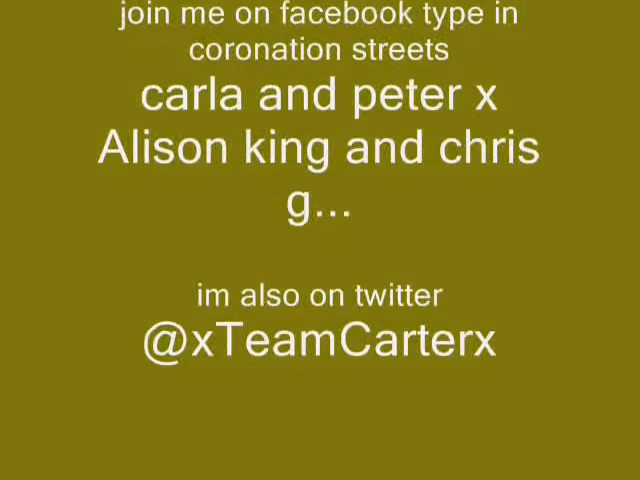 join me on facebook type in
coronation streets
carla and peter x
Alison king and chris
g...
im also on twitter
@xTeamCarterx